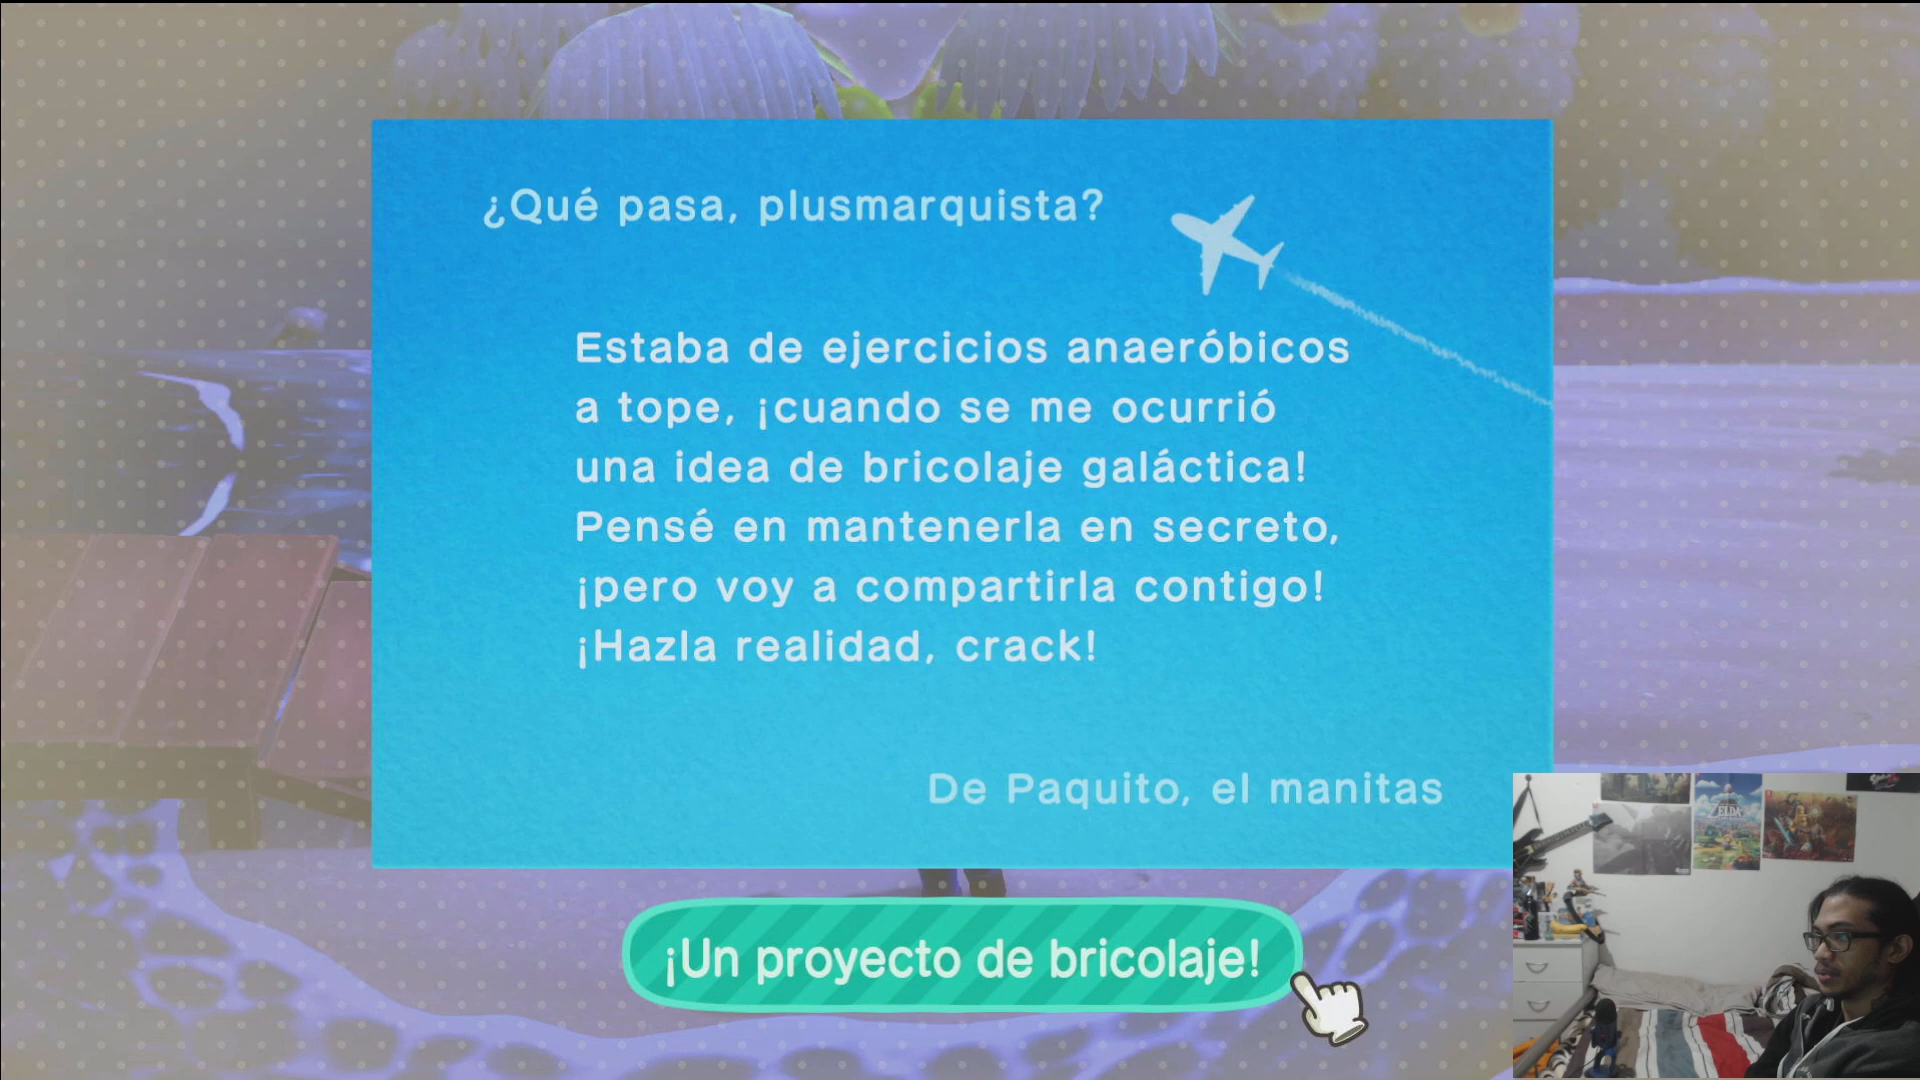 ¿Qué pasa, plusmarquista?
Estaba de ejercicios anaeróbicos
a tope, ¡cuando se me ocurrió
una idea de bricolaje galáctica!
Pensé en mantenerla en secreto,
¡pero voy a compartirla contigo!
¡Hazla realidad, crack!
De Paquito, el manitas
¡Un proyecto de bricolaje!
ZELDA